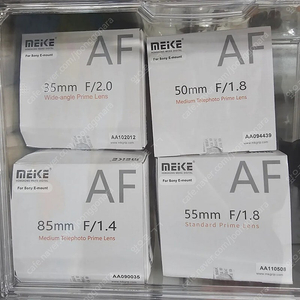 MEIKE
AF
For Sony E-mount
35mm F/2.0
Wide-angle Prime Lens
AA102012
MEIKE
AF
For Sony E-mount
50mm F/1.8
Medium Telephoto Prime Lens
AA094439
MEIKE
AF
For Sony E-mount
85mm F/1.4
Medium Telephoto Prime Lens
AA090035
MEIKE
AF
For Sony E-mount
55mm F/1.8
Standard Prime Lens